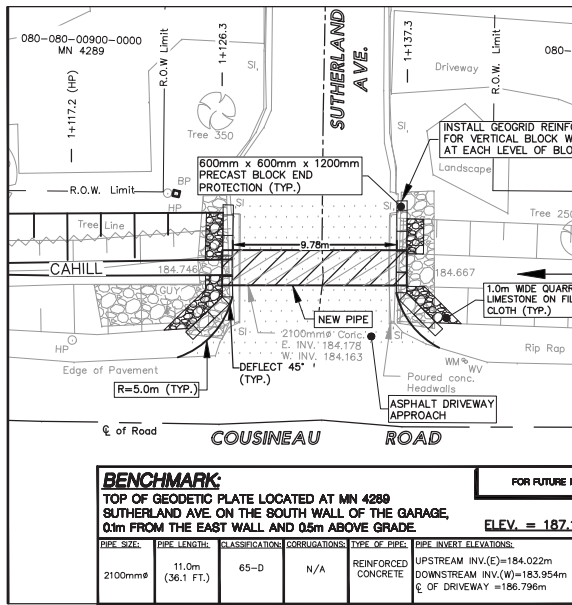 080-080-00900-0000
MN 4289
R.O.W. Limit
1+126.3
SUTHERLAND
AVE.
1+137.3
R.O.W. Limit
080-
1+117.2 (HP)
SI,
Driveway
SI,
Tree 350
INSTALL GEOGRID REINF
FOR VERTICAL BLOCK W
AT EACH LEVEL OF BLO
600mm x 600mm x 1200mm
PRECAST BLOCK END
PROTECTION (TYP.)
Landscape
BP
R.O.W. Limit
HP
SI,
SI,
Tree 250
Tree Line
SI,
9.78m
CAHILL
184.746
184.667
GUY
1.0m WIDE QUARR
LIMESTONE ON FIL
CLOTH (TYP.)
NEW PIPE
2100mmø Conc.
E. INV. 184.178
W. INV. 184.163
HP
Rip Rap
Edge of Pavement
DEFLECT 45°
(TYP.)
WM
WV
R=5.0m (TYP.)
Poured conc.
Headwalls
ASPHALT DRIVEWAY
APPROACH
℄ of Road
COUSINEAU ROAD
BENCHMARK:
TOP OF GEODETIC PLATE LOCATED AT MN 4289
SUTHERLAND AVE. ON THE SOUTH WALL OF THE GARAGE,
0.1m FROM THE EAST WALL AND 0.5m ABOVE GRADE.
FOR FUTURE
ELEV. = 187.
PIPE SIZE: PIPE LENGTH: CLASSIFICATION: CORRUGATIONS: TYPE OF PIPE: PIPE INVERT ELEVATIONS:
2100mmø 11.0m (36.1 FT.) 65-D N/A REINFORCED CONCRETE
UPSTREAM INV.(E)=184.022m
DOWNSTREAM INV.(W)=183.954m
℄ OF DRIVEWAY =186.796m